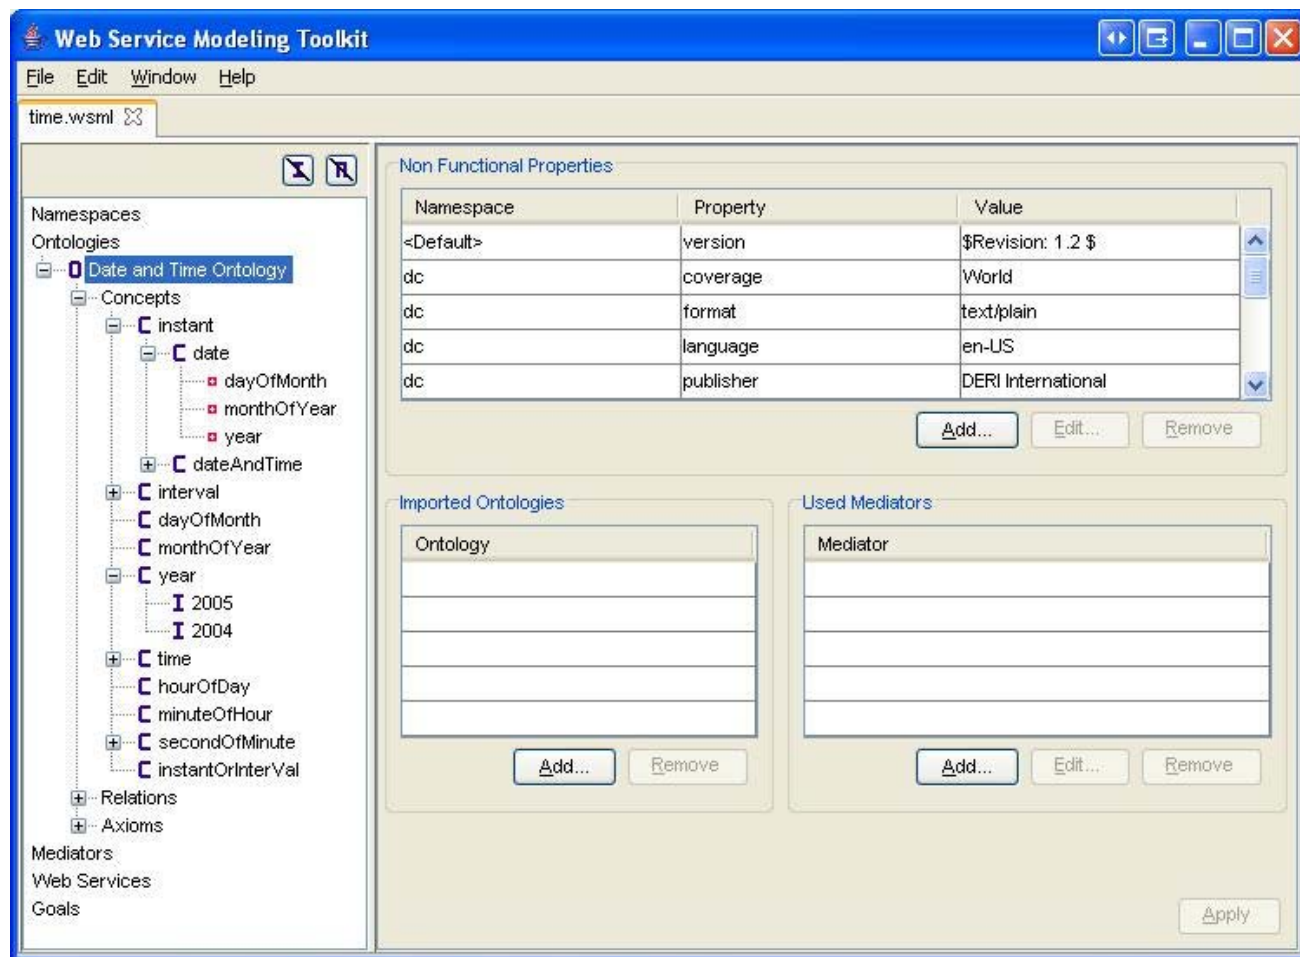 Web Service Modeling Toolkit
File Edit Window Help
time.wsml
Namespaces
Ontologies
Date and Time Ontology
Concepts
instant
date
dayOfMonth
monthOfYear
year
dateAndTime
interval
dayOfMonth
monthOfYear
year
2005
2004
time
hourOfDay
minuteOfHour
secondOfMinute
instantOrInterVal
Relations
Axioms
Mediators
Web Services
Goals
Non Functional Properties
Namespace Property Value
<Default> version $Revision: 1.2 $
dc coverage World
dc format text/plain
dc language en-US
dc publisher DERI International
Add... Edit... Remove
Imported Ontologies
Ontology
Add... Remove
Used Mediators
Mediator
Add... Edit... Remove
Apply